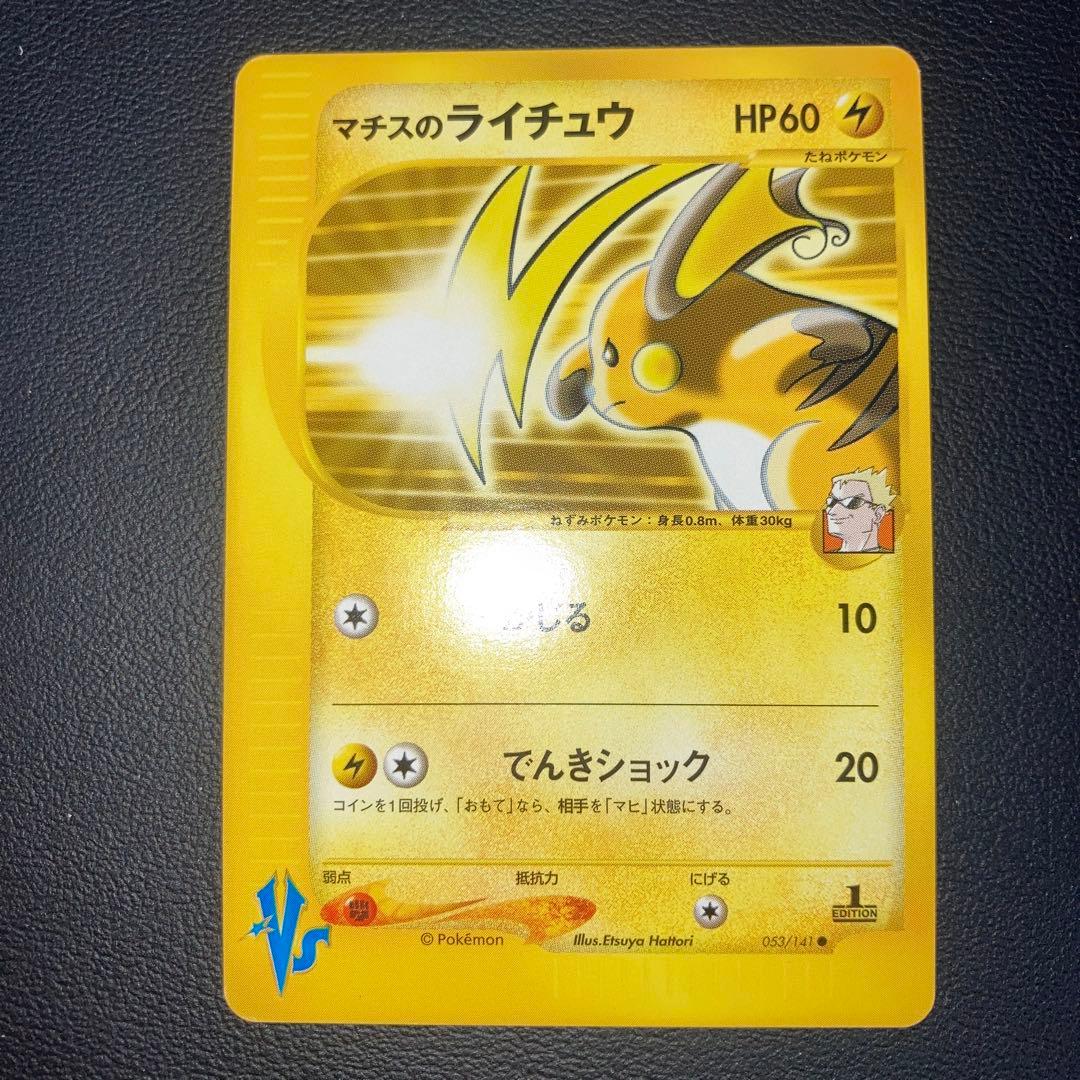 マチスのライチュウ HP60
たねポケモン
ねずみポケモン：身長0.8m、体重30kg
じる 10
でんきショック 20
コインを1回投げ、「おもて」なら、相手を「マヒ」状態にする。
弱点 抵抗力 にげる
1
EDITION
VS
©Pokémon Illus.Etsuya Hattori 053/141●